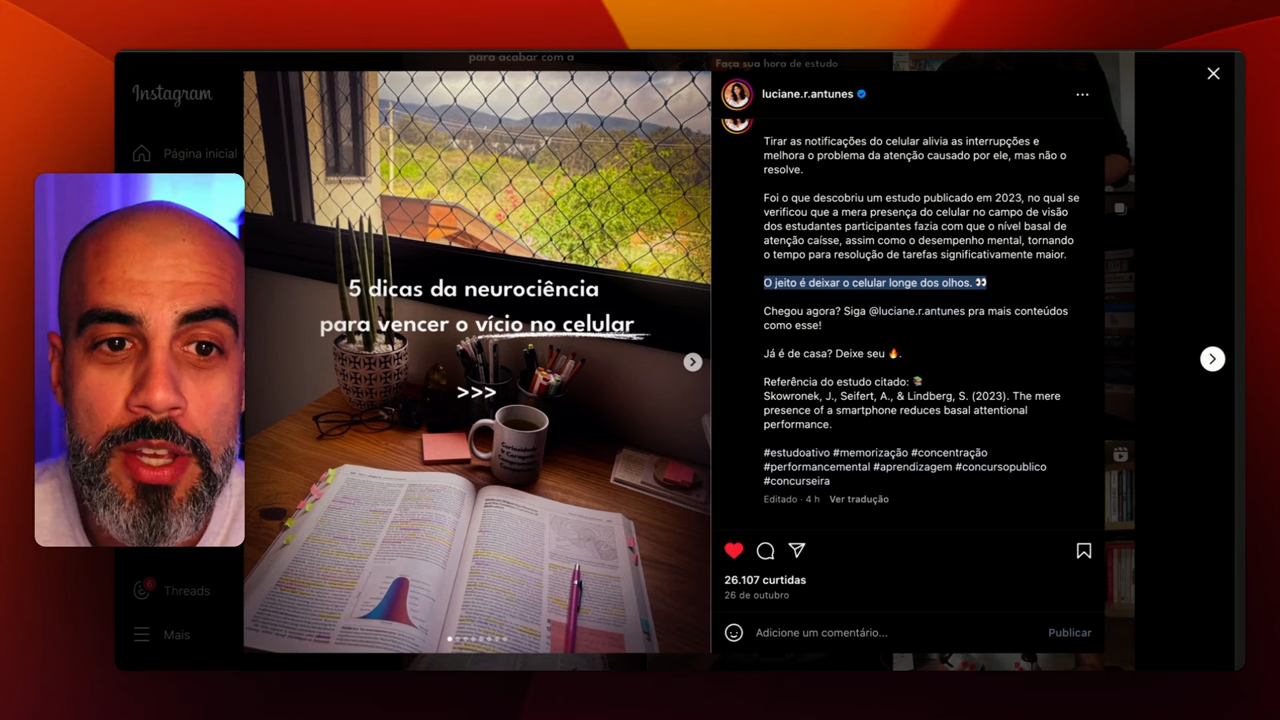 para acabar com a
Faça sua hora de estudo
Instagram
Página inicial
6
Threads
Mais
5 dicas da neurociência
para vencer o vício no celular
>>>
luciane.r.antunes
Tirar as notificações do celular alivia as interrupções e
melhora o problema da atenção causado por ele, mas não o
resolve.
Foi o que descobriu um estudo publicado em 2023, no qual se
verificou que a mera presença do celular no campo de visão
dos estudantes participantes fazia com que o nível basal de
atenção caísse, assim como o desempenho mental, tornando
o tempo para resolução de tarefas significativamente maior.
O jeito é deixar o celular longe dos olhos. 👀
Chegou agora? Siga @luciane.r.antunes pra mais conteúdos
como esse!
Já é de casa? Deixe seu 🔥.
Referência do estudo citado: 📚
Skowronek, J., Seifert, A., & Lindberg, S. (2023). The mere
presence of a smartphone reduces basal attentional
performance.
#estudoativo #memorização #concentração
#performancemental #aprendizagem #concursopublico
#concurseira
Editado · 4 h Ver tradução
26.107 curtidas
26 de outubro
Adicione um comentário...
Publicar